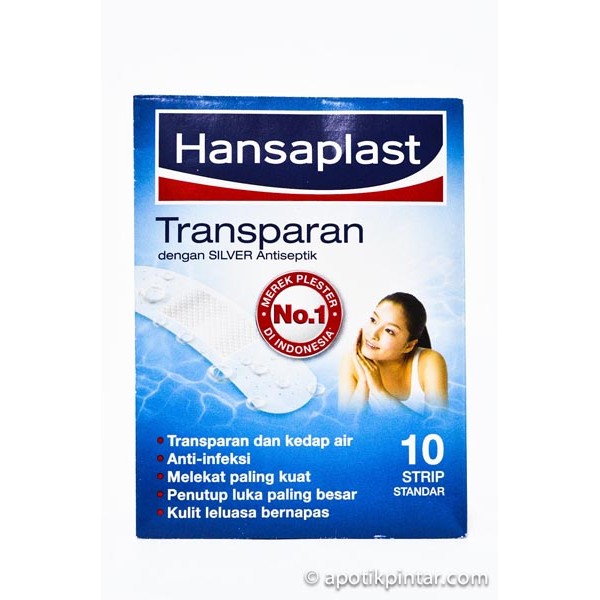 Hansaplast
Transparan
dengan SILVER Antiseptik
MEREK PLESTER
No.1
DI INDONESIA*
• Transparan dan kedap air
• Anti-infeksi
• Melekat paling kuat
• Penutup luka paling besar
• Kulit leluasa bernapas
10
STRIP
STANDAR
© apotikpintar.com